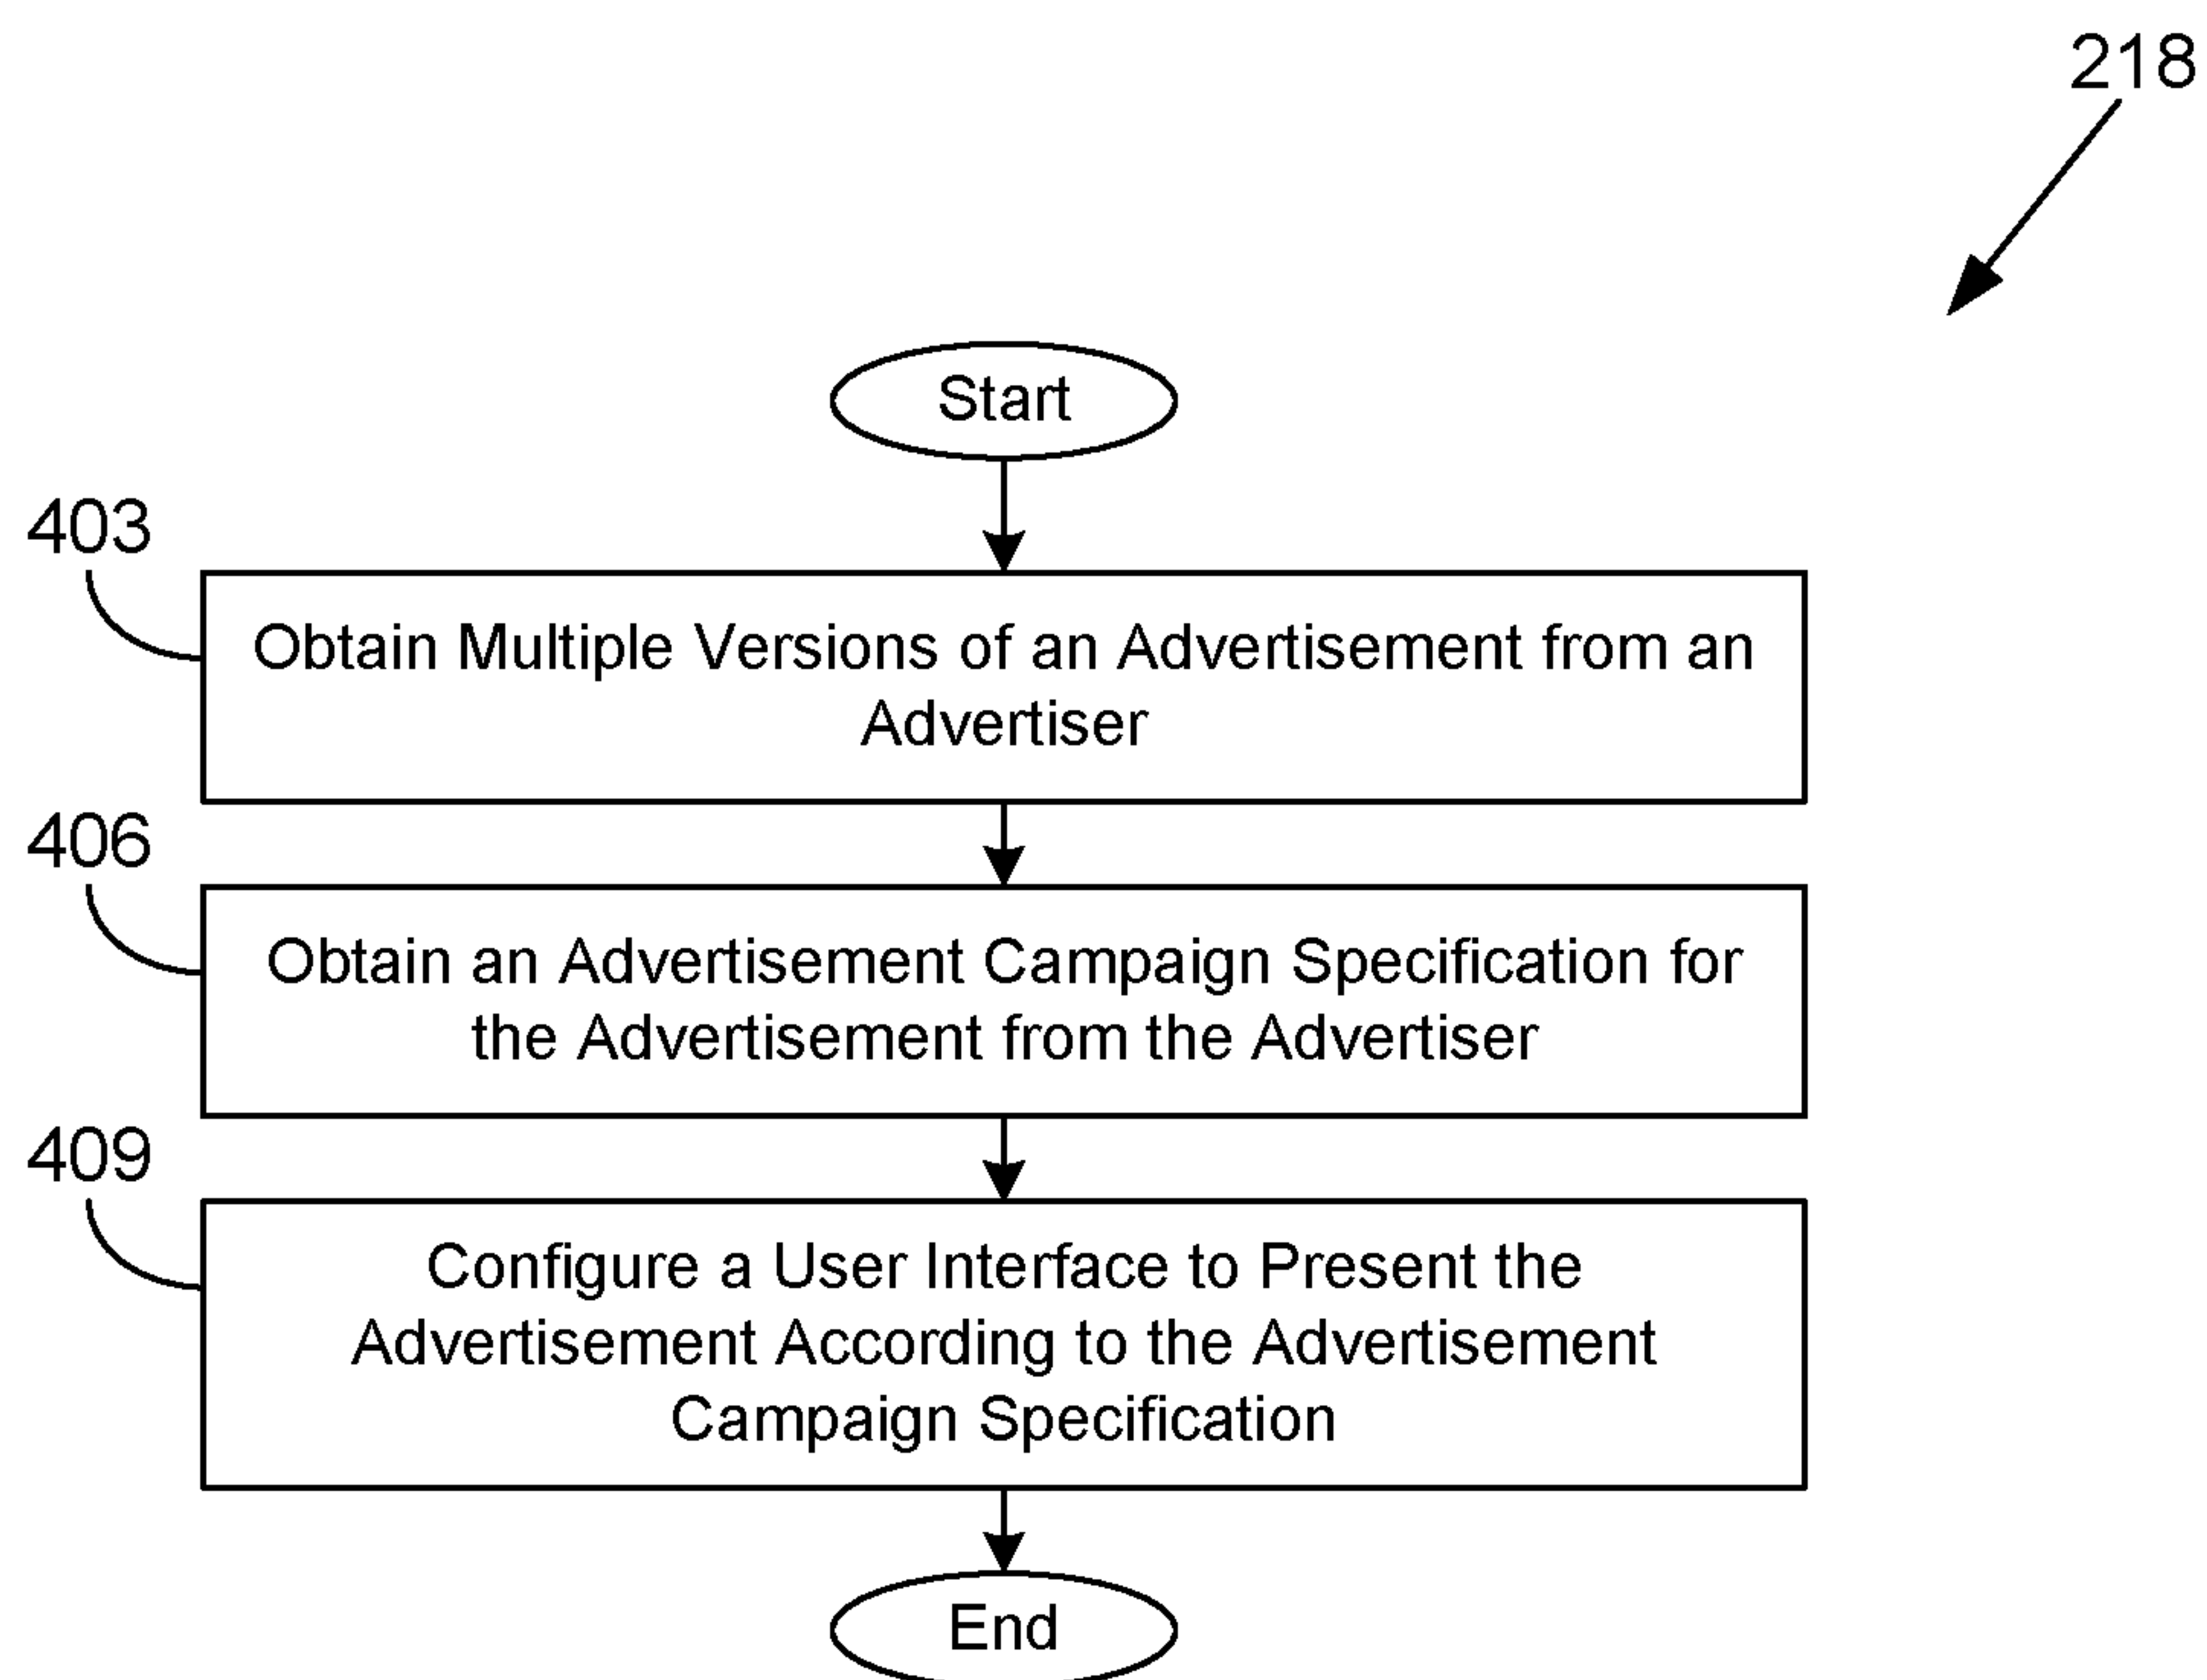 218
Start
403
Obtain Multiple Versions of an Advertisement from an
Advertiser
406
Obtain an Advertisement Campaign Specification for
the Advertisement from the Advertiser
409
Configure a User Interface to Present the
Advertisement According to the Advertisement
Campaign Specification
End